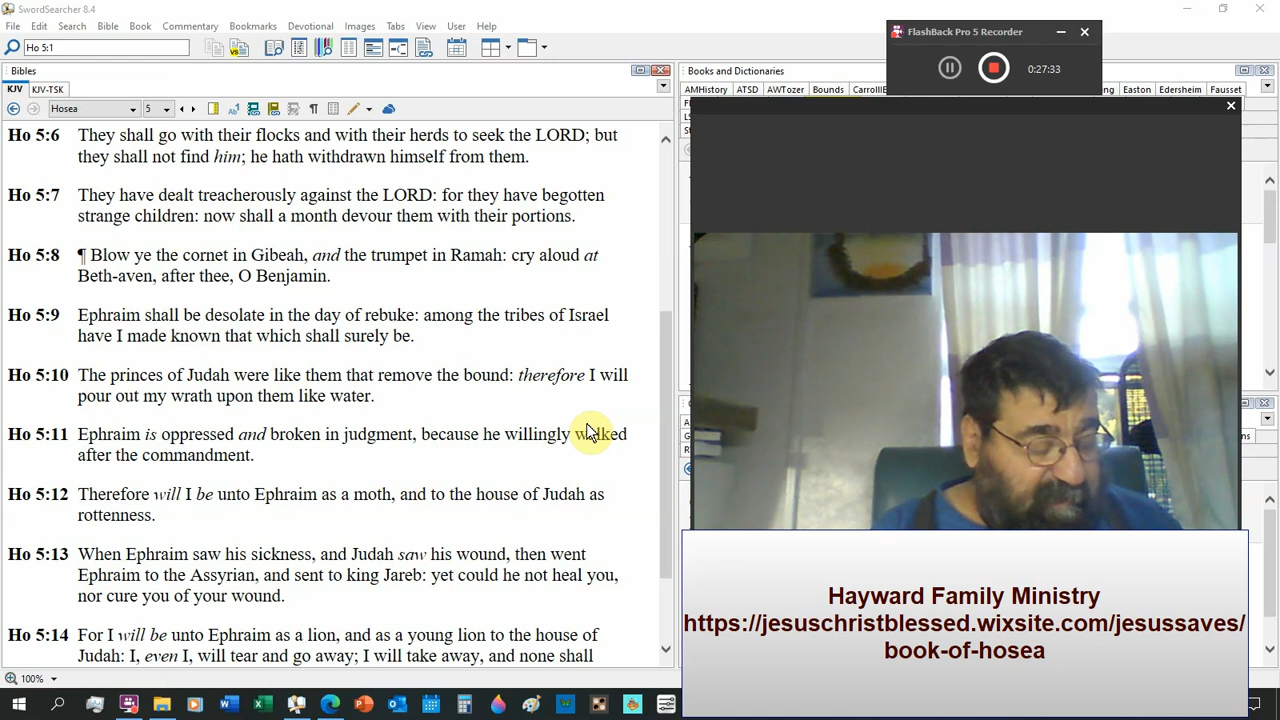 SwordSearcher 8.4
File Edit Search Bible Book Commentary Bookmarks Devotional Images Tabs View User Help
Ho 5:1
VS
FlashBack Pro 5 Recorder
0:27:33
Bibles
Books and Dictionaries
KJV KJV-TSK
AMHistory ATSD AWTozer Bounds Easton Edersheim Fausset
Hosea 5
Ho 5:6 They shall go with their flocks and with their herds to seek the LORD; but
they shall not find him; he hath withdrawn himself from them.
Ho 5:7 They have dealt treacherously against the LORD: for they have begotten
strange children: now shall a month devour them with their portions.
Ho 5:8 ¶ Blow ye the cornet in Gibeah, and the trumpet in Ramah: cry aloud at
Beth-aven, after thee, O Benjamin.
Ho 5:9 Ephraim shall be desolate in the day of rebuke: among the tribes of Israel
have I made known that which shall surely be.
Ho 5:10 The princes of Judah were like them that remove the bound: therefore I will
pour out my wrath upon them like water.
Ho 5:11 Ephraim is oppressed and broken in judgment, because he willingly walked
after the commandment.
Ho 5:12 Therefore will I be unto Ephraim as a moth, and to the house of Judah as
rottenness.
Ho 5:13 When Ephraim saw his sickness, and Judah saw his wound, then went
Ephraim to the Assyrian, and sent to king Jareb: yet could he not heal you,
nor cure you of your wound.
Ho 5:14 For I will be unto Ephraim as a lion, and as a young lion to the house of
Judah: I, even I, will tear and go away; I will take away, and none shall
100%
Hayward Family Ministry
https://jesuschristblessed.wixsite.com/jesussaves/
book-of-hosea